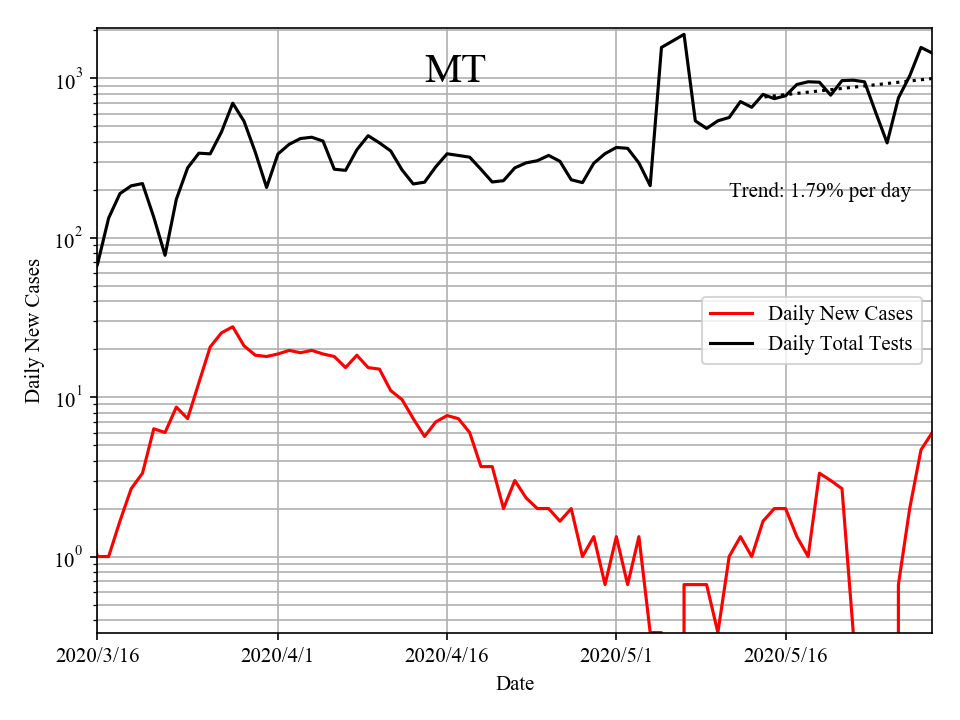 MT
10^3
10^2
10^1
10^0
Daily New Cases
Trend: 1.79% per day
Daily New Cases
Daily Total Tests
2020/3/16
2020/4/1
2020/4/16
2020/5/1
2020/5/16
Date